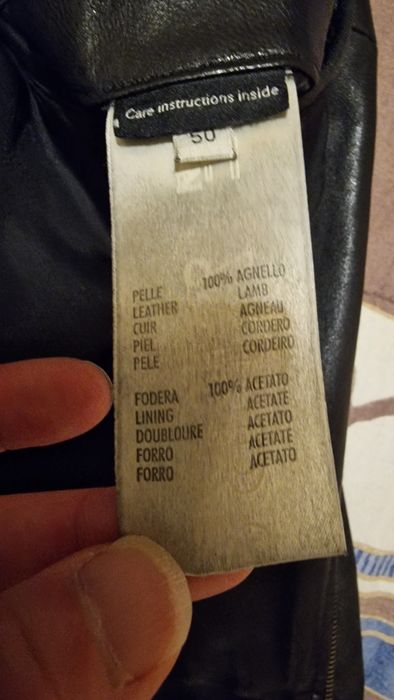 Care instructions inside
50
PELLE 100% AGNELLO
LEATHER LAMB
CUIR AGNEAU
PIEL CORDERO
PELE CORDEIRO
FODERA 100% ACETATO
LINING ACETATE
DOUBLOURE ACETATO
FORRO ACETATE
FORRO ACETATO